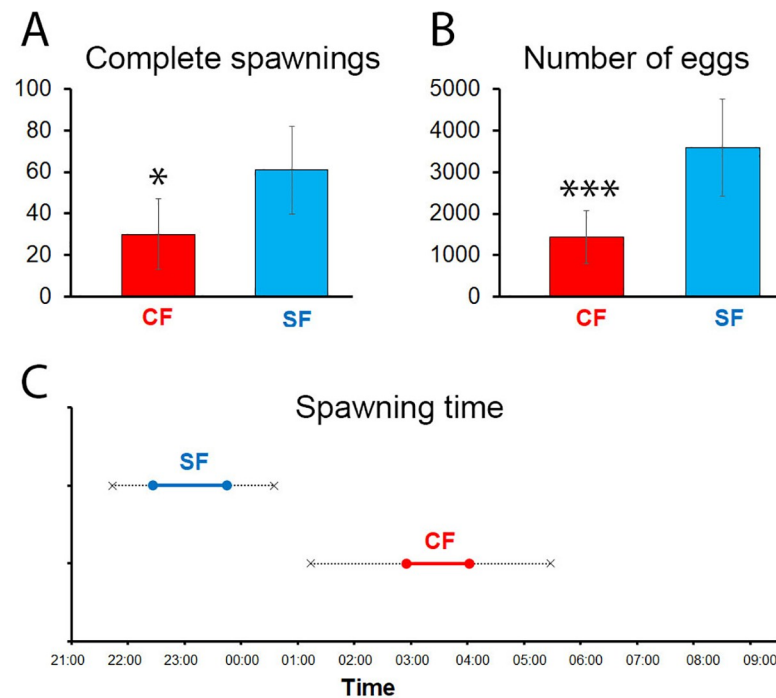 A
Complete spawnings
100
80
60
40
20
0
*
CF
SF
B
Number of eggs
5000
4000
3000
2000
1000
0
***
CF
SF
C
Spawning time
SF
CF
21:00 22:00 23:00 00:00 01:00 02:00 03:00 04:00 05:00 06:00 07:00 08:00 09:00
Time